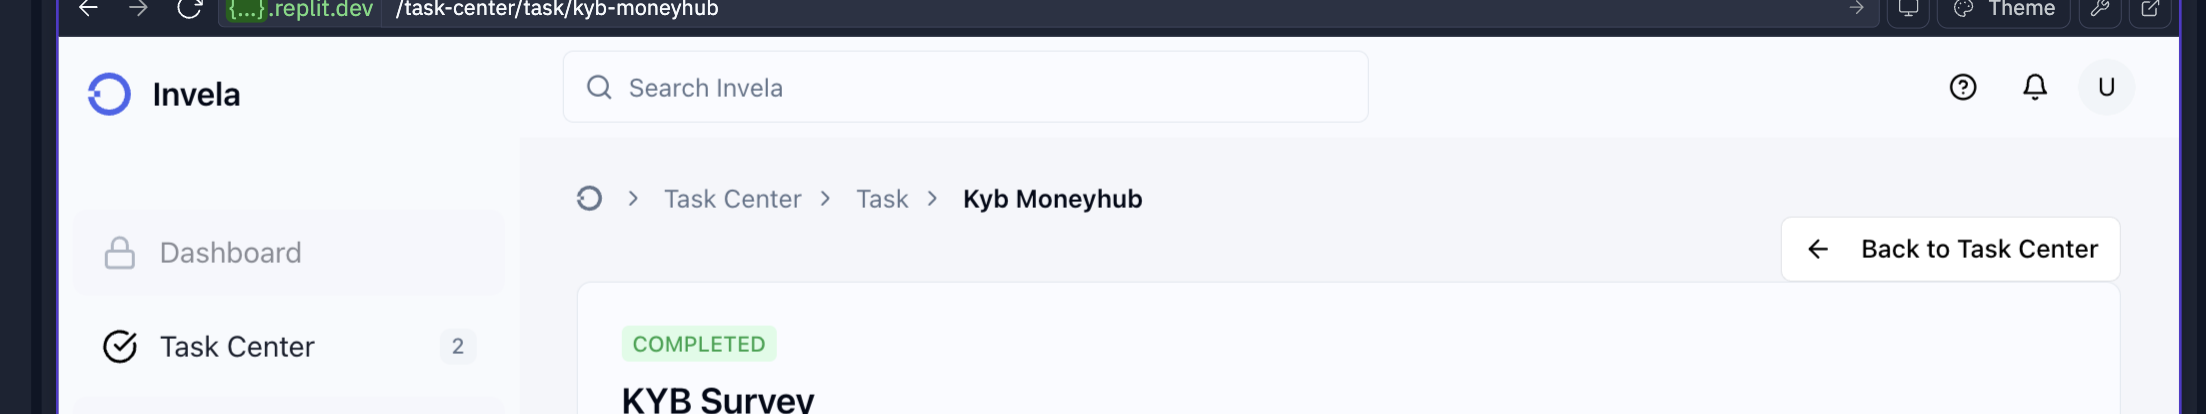 {...}.replit.dev /task-center/task/kyb-moneyhub Theme
Invela
Search Invela
U
Task Center Task Kyb Moneyhub
Back to Task Center
Dashboard
Task Center 2
COMPLETED
KYB Survey